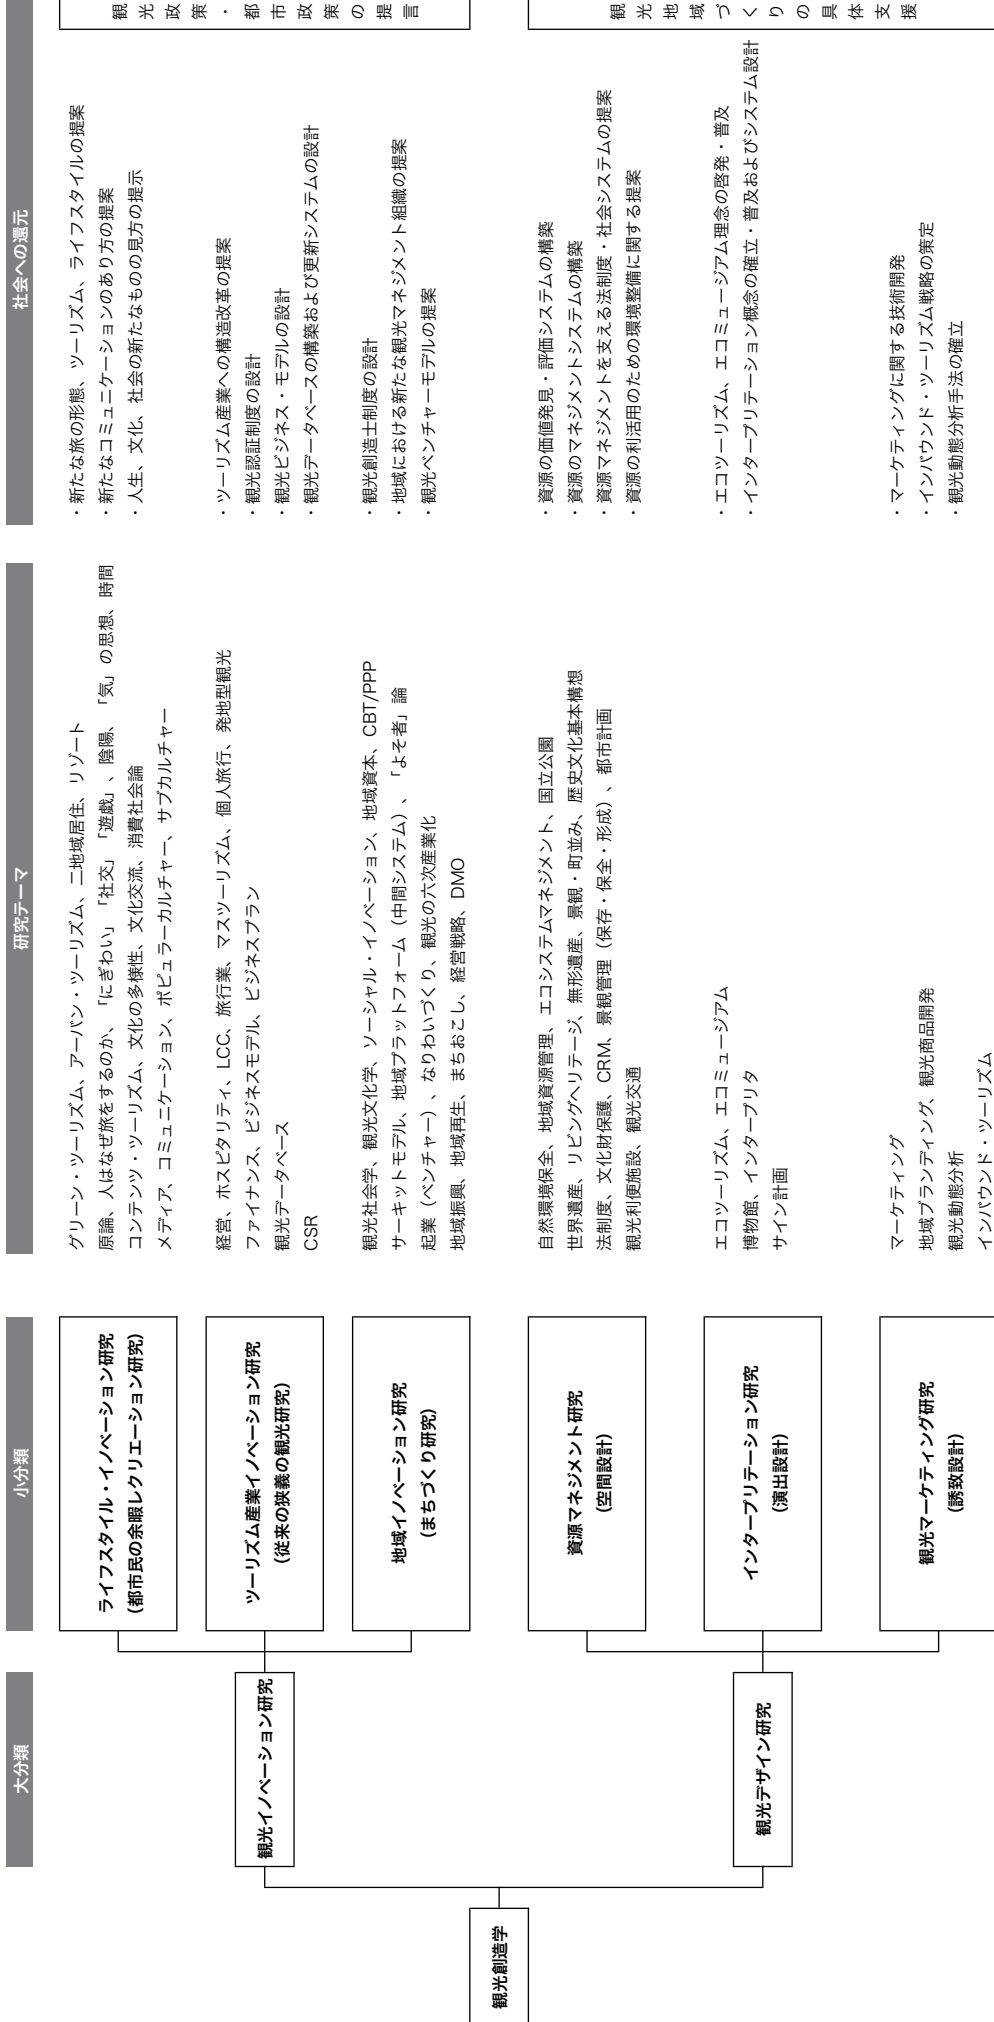 大分類
小分類
研究テーマ
社会への還元
観光創造学
観光イノベーション研究
ライフスタイル・イノベーション研究
（都市民の余暇レクリエーション研究）
グリーン・ツーリズム、アーバン・ツーリズム、二地域居住、リゾート
原論、人はなぜ旅をするのか、「にぎわい」「社交」「遊戯」、陰陽、「気」の思想、時間
コンテンツ・ツーリズム、文化の多様性、文化交流、消費社会論
メディア、コミュニケーション、ポピュラーカルチャー、サブカルチャー
・新たな旅の形態、ツーリズム、ライフスタイルの提案
・新たなコミュニケーションのあり方の提案
・人生、文化、社会の新たなものの見方の提示
ツーリズム産業イノベーション研究
（従来の狭義の観光研究）
経営、ホスピタリティ、LCC、旅行業、マスツーリズム、個人旅行、発地型観光
ファイナンス、ビジネスモデル、ビジネスプラン
観光データベース
CSR
・ツーリズム産業への構造改革の提案
・観光認証制度の設計
・観光ビジネス・モデルの設計
・観光データベースの構築および更新システムの設計
地域イノベーション研究
（まちづくり研究）
観光社会学、観光文化学、ソーシャル・イノベーション、地域資本、CBT/PPP
サーキットモデル、地域プラットフォーム（中間システム）、「よそ者」論
起業（ベンチャー）、なりわいづくり、観光の六次産業化
地域振興、地域再生、まちおこし、経営戦略、DMO
・観光創造士制度の設計
・地域における新たな観光マネジメント組織の提案
・観光ベンチャーモデルの提案
観光政策・都市政策の提言
観光デザイン研究
資源マネジメント研究
（空間設計）
自然環境保全、地域資源管理、エコシステムマネジメント、国立公園
世界遺産、リビングヘリテージ、無形遺産、景観・町並み、歴史文化基本構想
法制度、文化財保護、CRM、景観管理（保存・保全・形成）、都市計画
観光利便施設、観光交通
・資源の価値発見・評価システムの構築
・資源のマネジメントシステムの構築
・資源マネジメントを支える法制度・社会システムの提案
・資源の利活用のための環境整備に関する提案
インタープリテーション研究
（演出設計）
エコツーリズム、エコミュージアム
博物館、インタープリタ
サイン計画
・エコツーリズム、エコミュージアム理念の啓発・普及
・インタープリテーション概念の確立・普及およびシステム設計
観光マーケティング研究
（誘致設計）
マーケティング
地域ブランディング、観光商品開発
観光動態分析
インバウンド・ツーリズム
・マーケティングに関する技術開発
・インバウンド・ツーリズム戦略の策定
・観光動態分析手法の確立
観光地域づくりの具体支援